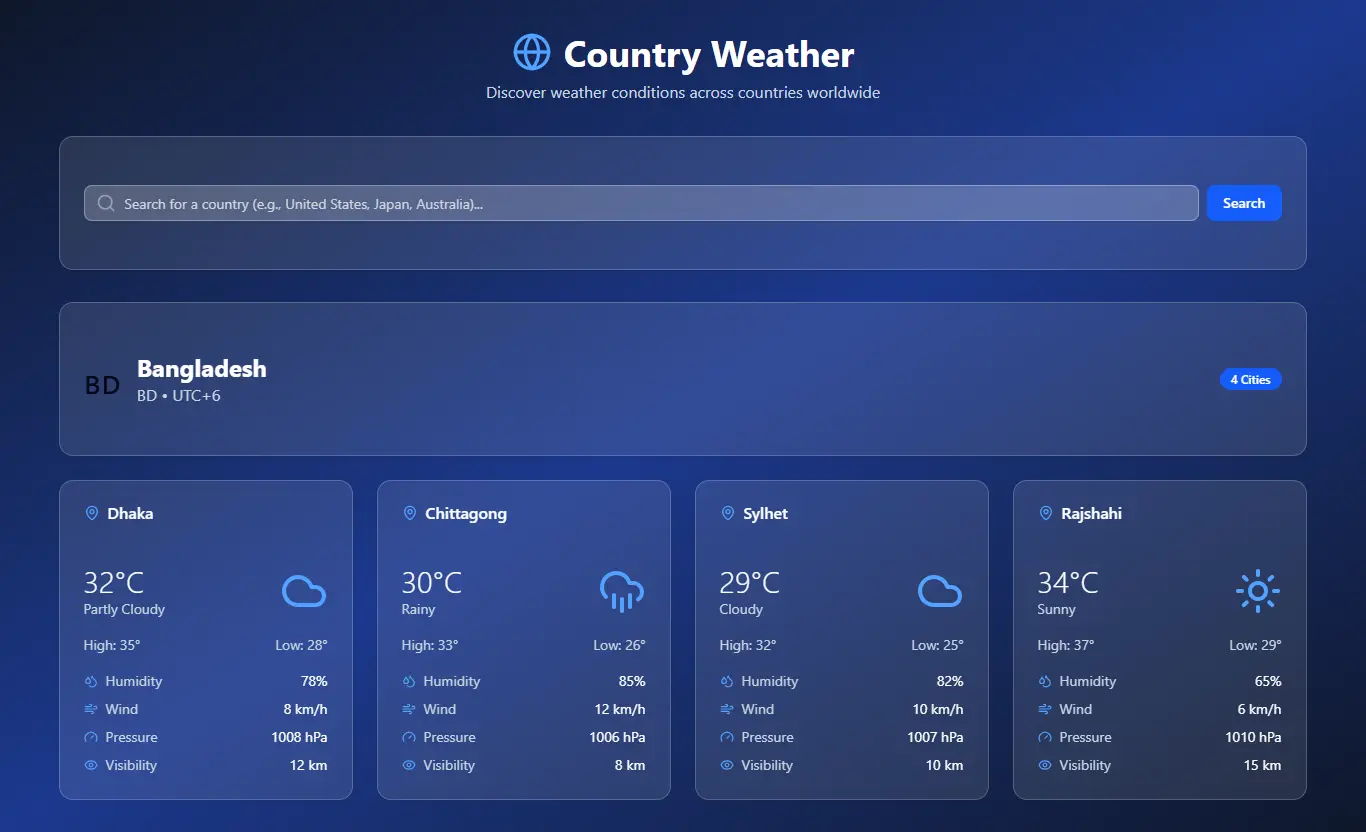 Country Weather
Discover weather conditions across countries worldwide
Search for a country (e.g., United States, Japan, Australia)...
Search
BD
Bangladesh
BD • UTC+6
4 Cities
Dhaka
32°C
Partly Cloudy
High: 35° Low: 28°
Humidity 78%
Wind 8 km/h
Pressure 1008 hPa
Visibility 12 km
Chittagong
30°C
Rainy
High: 33° Low: 26°
Humidity 85%
Wind 12 km/h
Pressure 1006 hPa
Visibility 8 km
Sylhet
29°C
Cloudy
High: 32° Low: 25°
Humidity 82%
Wind 10 km/h
Pressure 1007 hPa
Visibility 10 km
Rajshahi
34°C
Sunny
High: 37° Low: 29°
Humidity 65%
Wind 6 km/h
Pressure 1010 hPa
Visibility 15 km